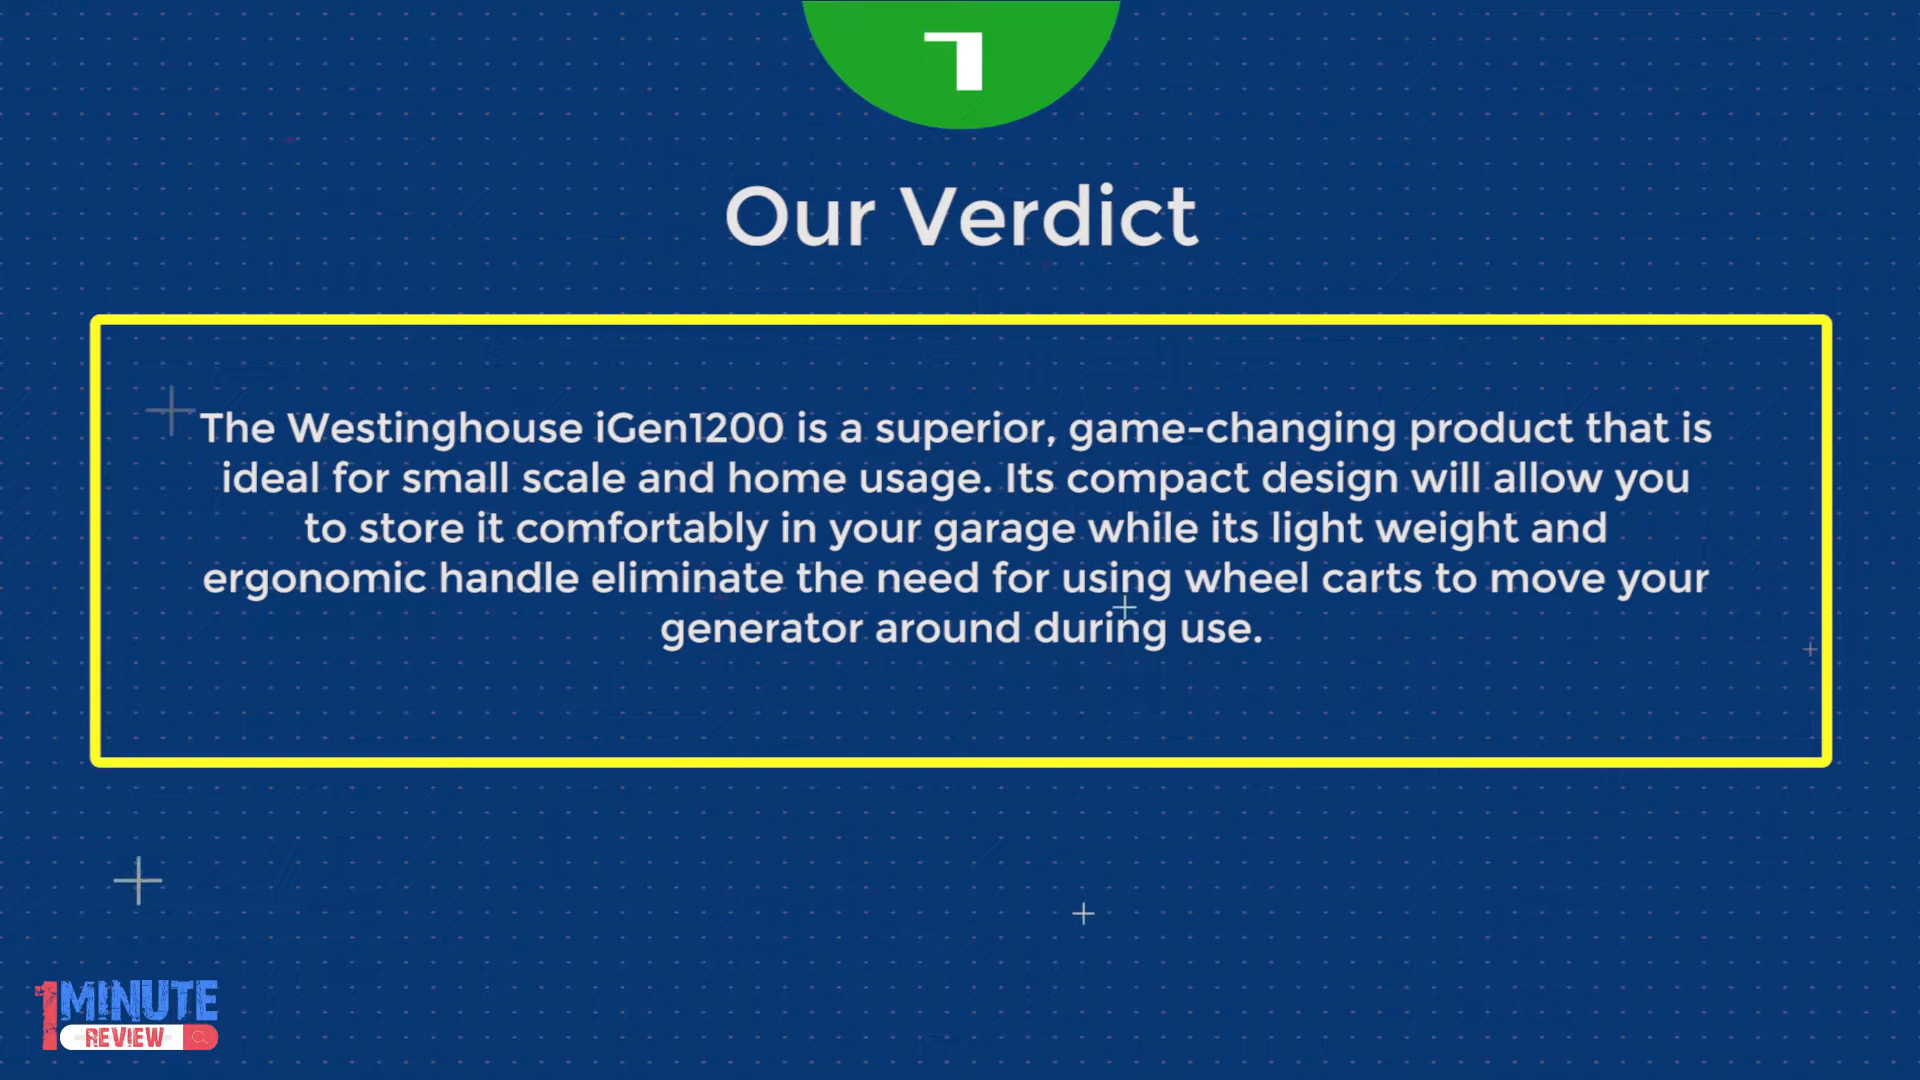 1
Our Verdict
The Westinghouse iGen1200 is a superior, game-changing product that is
ideal for small scale and home usage. Its compact design will allow you
to store it comfortably in your garage while its light weight and
ergonomic handle eliminate the need for using wheel carts to move your
generator around during use.
1MINUTE
REVIEW